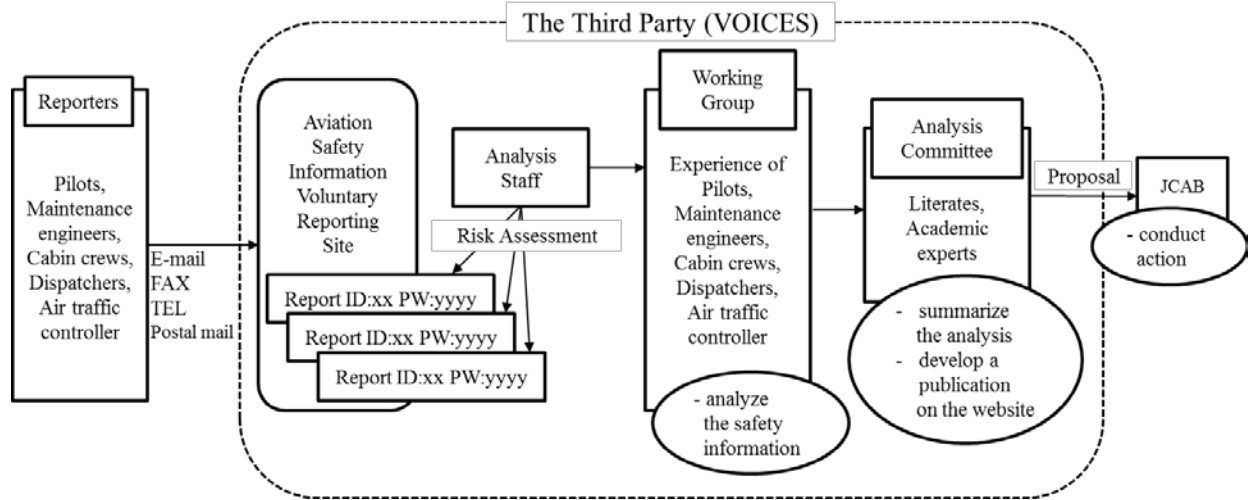 The Third Party (VOICES)
Reporters
Pilots,
Maintenance
engineers,
Cabin crews,
Dispatchers,
Air traffic
controller
E-mail
FAX
TEL
Postal mail
Aviation
Safety
Information
Voluntary
Reporting
Site
Report ID:xx PW:yyyy
Report ID:xx PW:yyyy
Report ID:xx PW:yyyy
Analysis
Staff
Risk Assessment
Working
Group
Experience of
Pilots,
Maintenance
engineers,
Cabin crews,
Dispatchers,
Air traffic
controller
- analyze
the safety
information
Analysis
Committee
Literates,
Academic
experts
- summarize
the analysis
- develop a
publication
on the website
Proposal
JCAB
- conduct
action